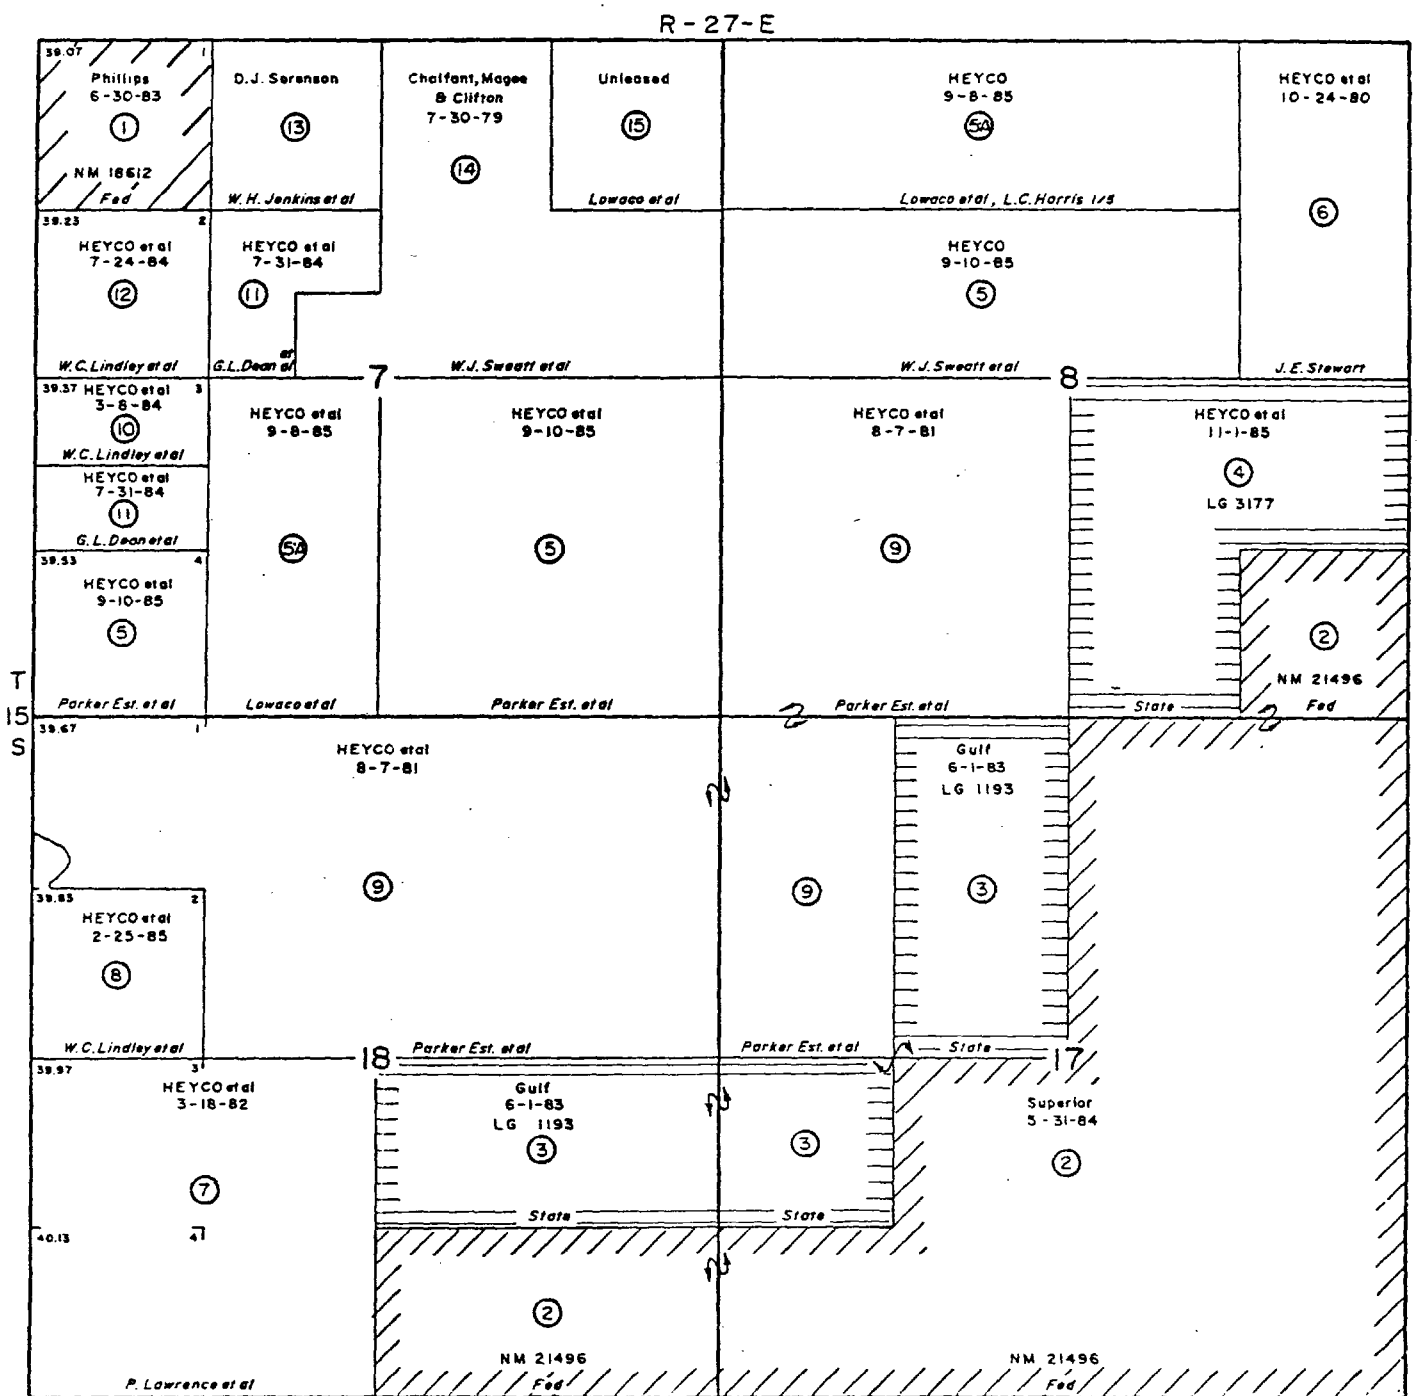 R-27-E
39.07
1
Phillips
6-30-83
1
NM 18612
Fed
D.J. Sorenson
13
W.H. Jenkins et al
Chalfant, Magee
& Clifton
7-30-79
14
Unleased
15
Lowaco et al
HEYCO
9-8-85
5A
Lowaco et al, L.C. Harris 1/5
HEYCO et al
10-24-80
6
J.E. Stewart
39.23
2
HEYCO et al
7-24-84
12
W.C. Lindley et al
HEYCO et al
7-31-84
11
et
G.L. Dean al
7
W.J. Sweatt et al
HEYCO
9-10-85
5
W.J. Sweatt et al
8
39.37
3
HEYCO et al
3-8-84
10
W.C. Lindley et al
HEYCO et al
7-31-84
11
G.L. Dean et al
39.53
4
HEYCO et al
9-10-85
5
Parker Est. et al
HEYCO et al
9-8-85
5A
Lowaco et al
HEYCO et al
9-10-85
5
Parker Est. et al
HEYCO et al
8-7-81
9
Parker Est. et al
HEYCO et al
11-1-85
4
LG 3177
State
2
NM 21496
Fed
T
15
S
39.67
1
HEYCO et al
8-7-81
9
Parker Est. et al
39.83
2
HEYCO et al
2-25-85
8
W.C. Lindley et al
18
9
Parker Est. et al
Gulf
6-1-83
LG 1193
3
State
17
39.97
3
HEYCO et al
3-18-82
7
40.13
4
P. Lawrence et al
Gulf
6-1-83
LG 1193
3
State
3
State
Superior
5-31-84
2
2
NM 21496
Fed
NM 21496
Fed